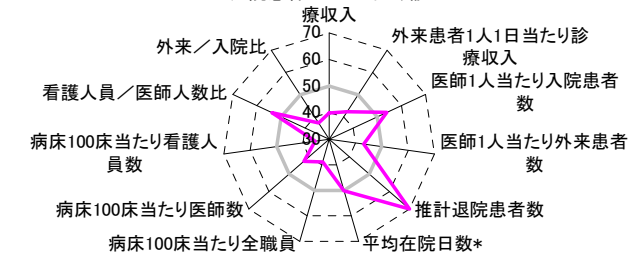 療収入
70
60
50
40
30
外来患者1人1日当たり診
療収入
医師1人当たり入院患者
数
医師1人当たり外来患者
数
推計退院患者数
平均在院日数*
病床100床当たり全職員
病床100床当たり医師数
病床100床当たり看護人
員数
看護人員/医師人数比
外来/入院比